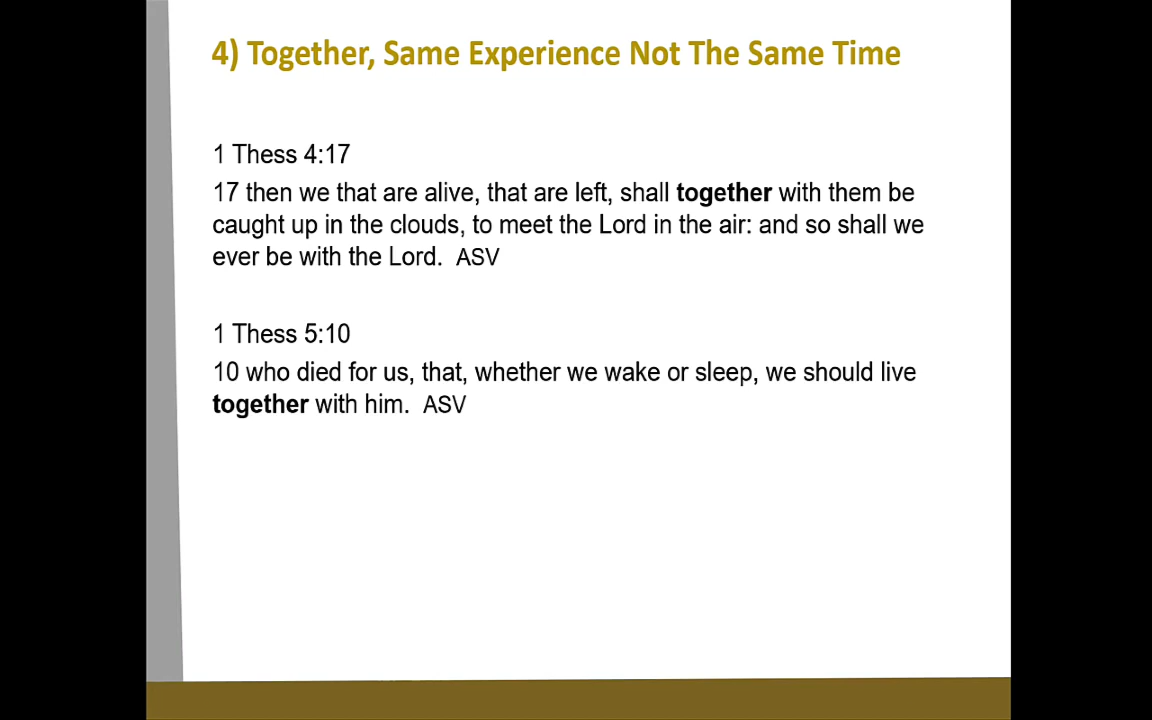 4) Together, Same Experience Not The Same Time
1 Thess 4:17
17 then we that are alive, that are left, shall together with them be
caught up in the clouds, to meet the Lord in the air: and so shall we
ever be with the Lord.  ASV
1 Thess 5:10
10 who died for us, that, whether we wake or sleep, we should live
together with him.  ASV